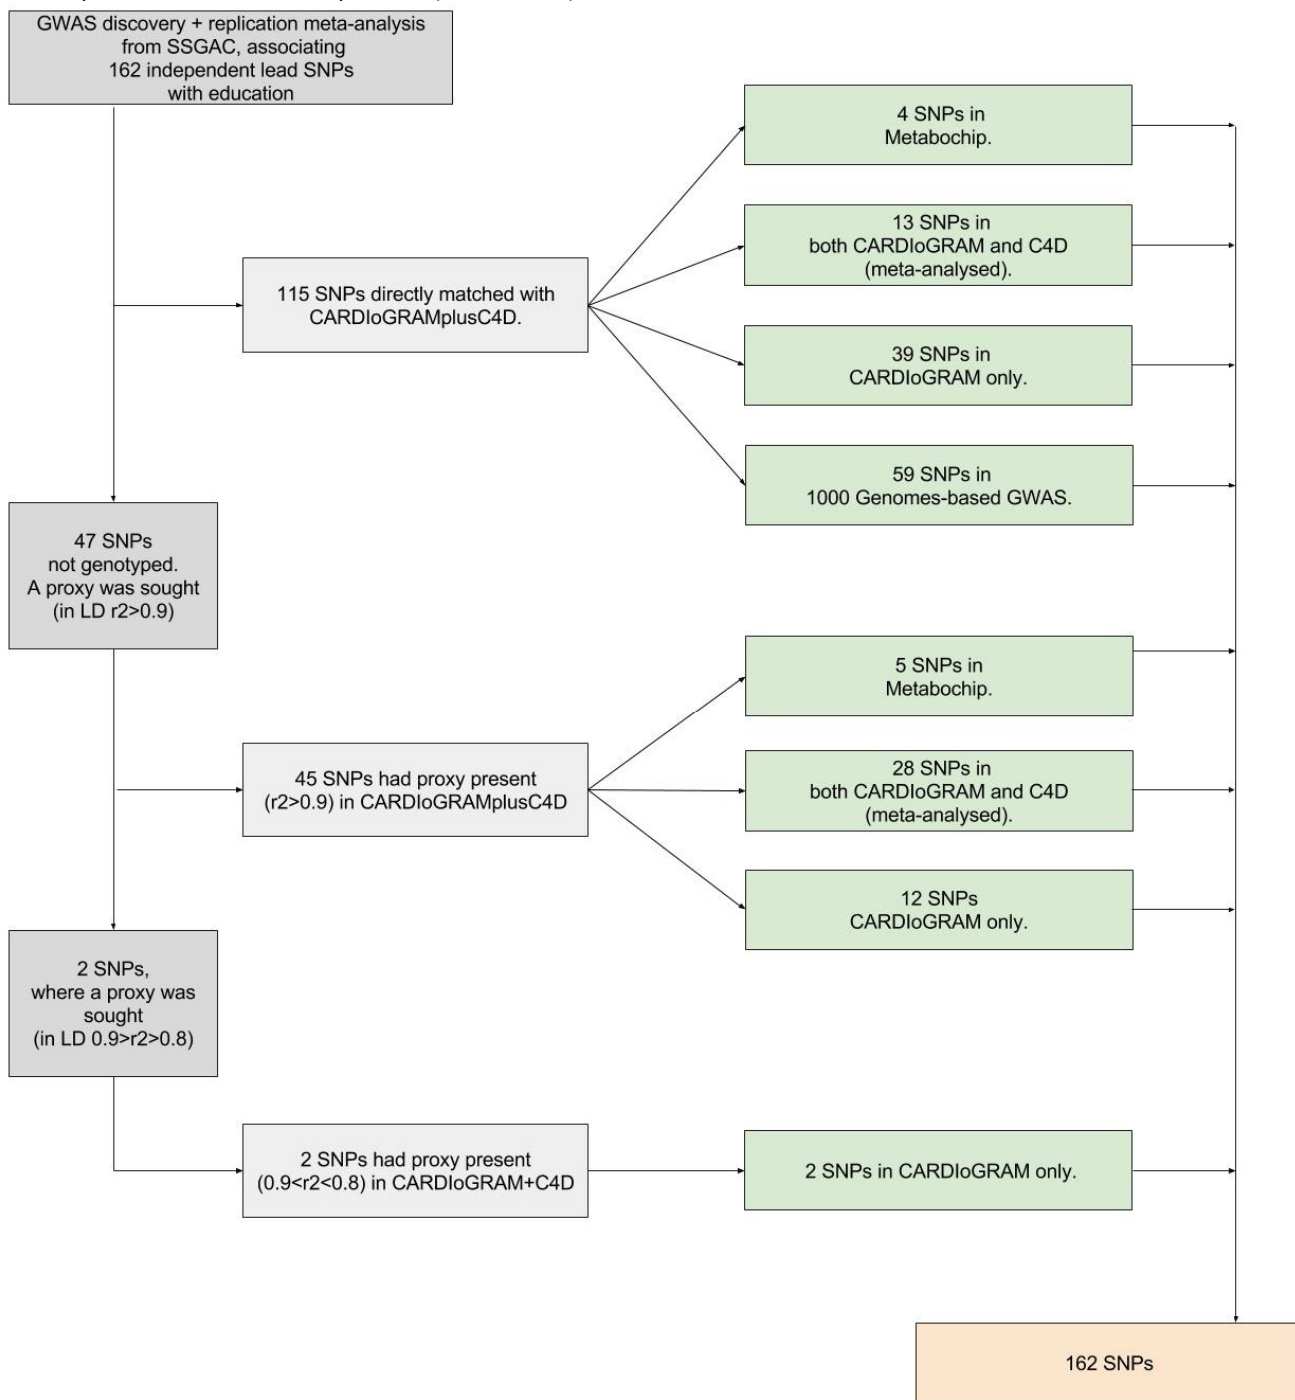 GWAS discovery + replication meta-analysis
from SSGAC, associating
162 independent lead SNPs
with education
4 SNPs in
Metabochip.
13 SNPs in
both CARDIoGRAM and C4D
(meta-analysed).
115 SNPs directly matched with
CARDIoGRAMplusC4D.
39 SNPs in
CARDIoGRAM only.
59 SNPs in
1000 Genomes-based GWAS.
47 SNPs
not genotyped.
A proxy was sought
(in LD r2>0.9)
5 SNPs in
Metabochip.
45 SNPs had proxy present
(r2>0.9) in CARDIoGRAMplusC4D
28 SNPs in
both CARDIoGRAM and C4D
(meta-analysed).
12 SNPs
CARDIoGRAM only.
2 SNPs,
where a proxy was
sought
(in LD 0.9>r2>0.8)
2 SNPs had proxy present
(0.9<r2<0.8) in CARDIoGRAM+C4D
2 SNPs in CARDIoGRAM only.
162 SNPs